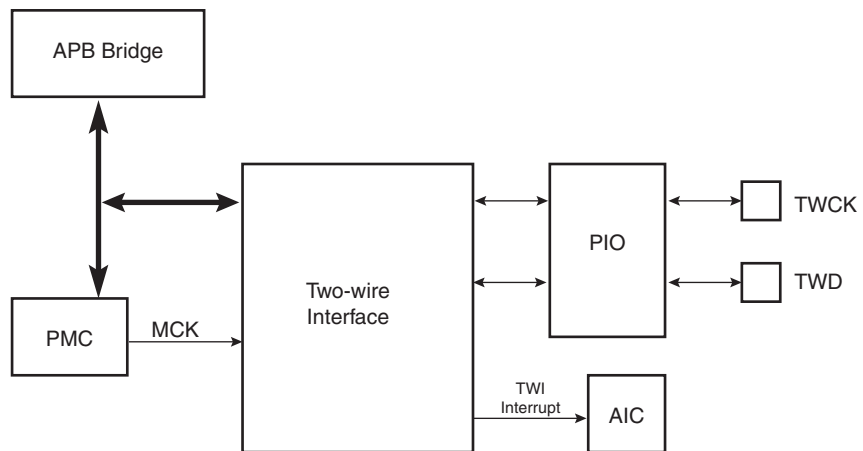 APB Bridge
TWCK
PIO
TWD
Two-wire
Interface
PMC
MCK
TWI
Interrupt
AIC